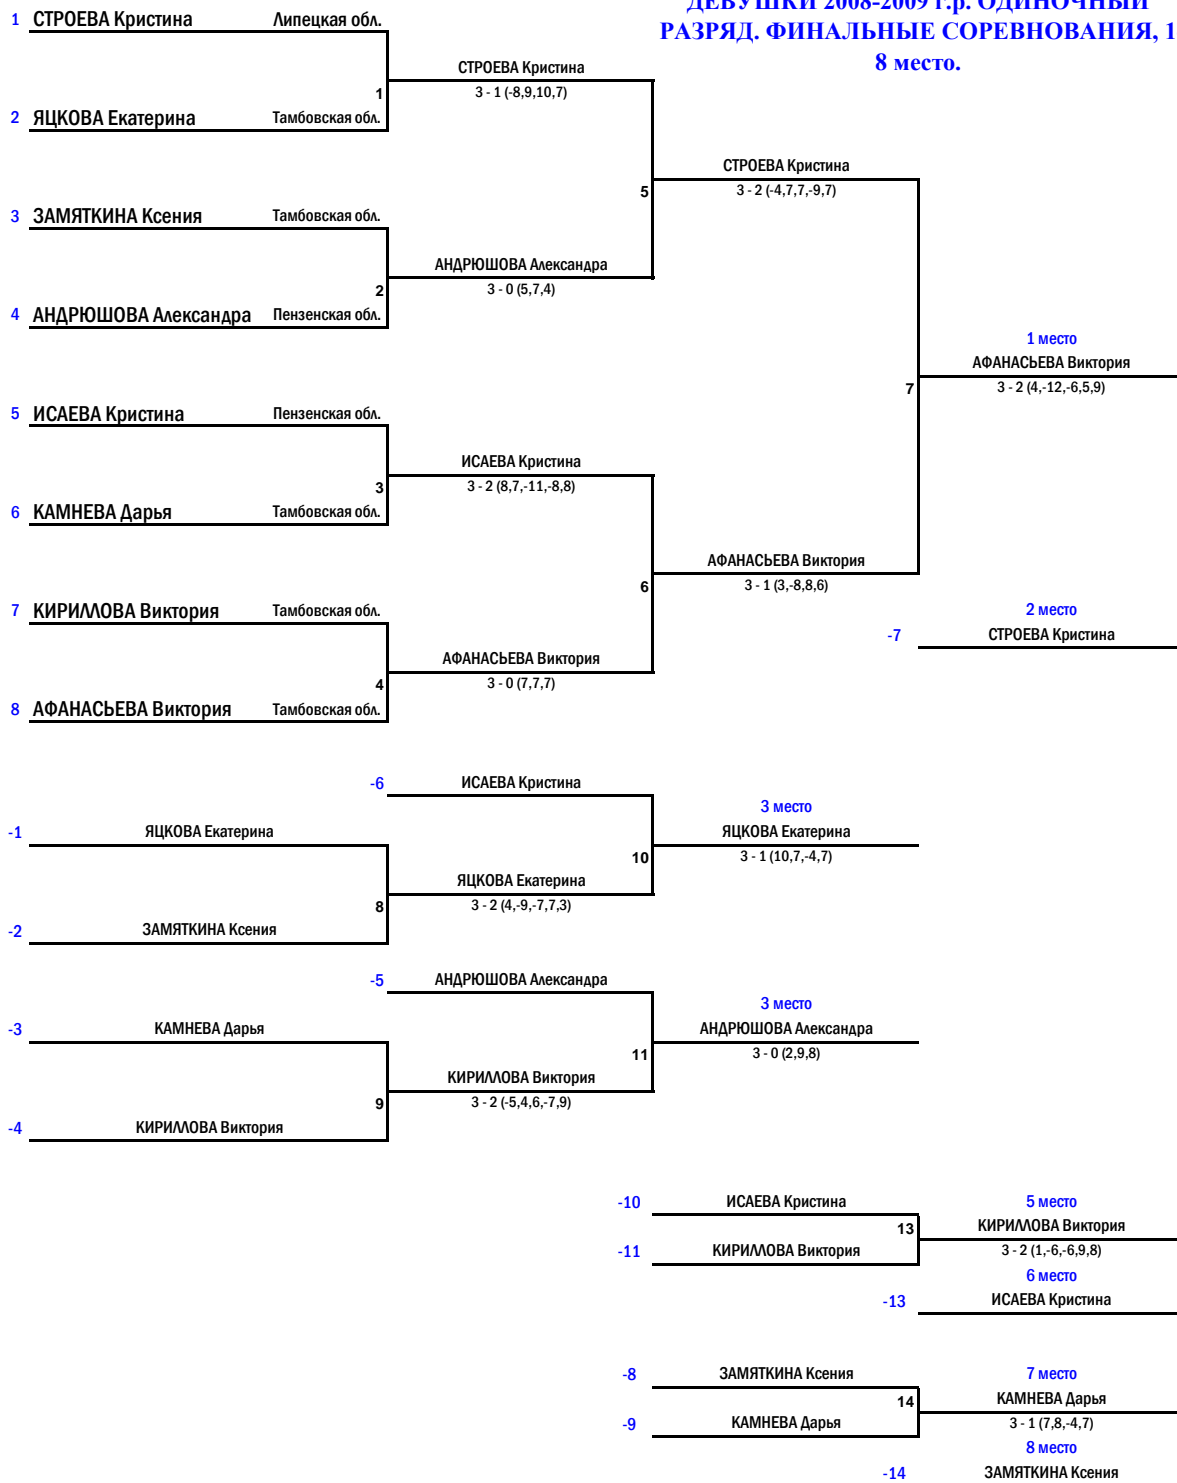 ДЕВУШКИ 2008-2009 г.р. ОДИНОЧНЫЙ
РАЗРЯД. ФИНАЛЬНЫЕ СОРЕВНОВАНИЯ, 1
8 место.
1 СТРОЕВА Кристина Липецкая обл.
СТРОЕВА Кристина
1 3 - 1 (-8,9,10,7)
2 ЯЦКОВА Екатерина Тамбовская обл.
СТРОЕВА Кристина
5 3 - 2 (-4,7,7,-9,7)
3 ЗАМЯТКИНА Ксения Тамбовская обл.
АНДРЮШОВА Александра
2 3 - 0 (5,7,4)
4 АНДРЮШОВА Александра Пензенская обл.
1 место
АФАНАСЬЕВА Виктория
7 3 - 2 (4,-12,-6,5,9)
5 ИСАЕВА Кристина Пензенская обл.
ИСАЕВА Кристина
3 3 - 2 (8,7,-11,-8,8)
6 КАМНЕВА Дарья Тамбовская обл.
АФАНАСЬЕВА Виктория
6 3 - 1 (3,-8,8,6)
7 КИРИЛЛОВА Виктория Тамбовская обл.
2 место
-7 СТРОЕВА Кристина
АФАНАСЬЕВА Виктория
4 3 - 0 (7,7,7)
8 АФАНАСЬЕВА Виктория Тамбовская обл.
-6 ИСАЕВА Кристина
3 место
-1 ЯЦКОВА Екатерина ЯЦКОВА Екатерина
10 3 - 1 (10,7,-4,7)
ЯЦКОВА Екатерина
8 3 - 2 (4,-9,-7,7,3)
-2 ЗАМЯТКИНА Ксения
-5 АНДРЮШОВА Александра
3 место
-3 КАМНЕВА Дарья АНДРЮШОВА Александра
11 3 - 0 (2,9,8)
КИРИЛЛОВА Виктория
9 3 - 2 (-5,4,6,-7,9)
-4 КИРИЛЛОВА Виктория
-10 ИСАЕВА Кристина 5 место
13 КИРИЛЛОВА Виктория
-11 КИРИЛЛОВА Виктория 3 - 2 (1,-6,-6,9,8)
6 место
-13 ИСАЕВА Кристина
-8 ЗАМЯТКИНА Ксения 7 место
14 КАМНЕВА Дарья
-9 КАМНЕВА Дарья 3 - 1 (7,8,-4,7)
8 место
-14 ЗАМЯТКИНА Ксения